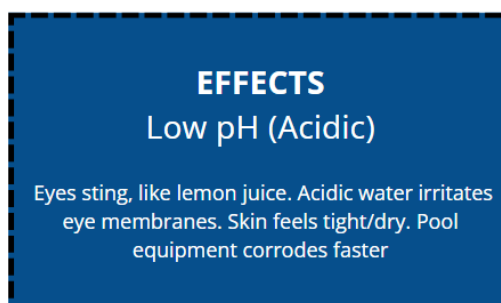 EFFECTS
Low pH (Acidic)
Eyes sting, like lemon juice. Acidic water irritates
eye membranes. Skin feels tight/dry. Pool
equipment corrodes faster